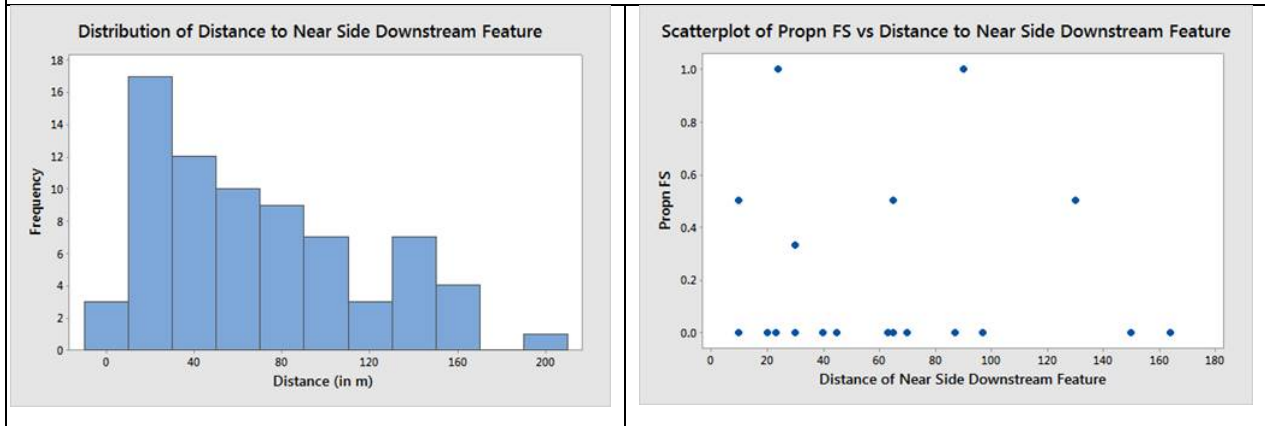 Distribution of Distance to Near Side Downstream Feature
18
16
14
12
10
8
6
4
2
0
Frequency
0 40 80 120 160 200
Distance (in m)
Scatterplot of Propn FS vs Distance to Near Side Downstream Feature
1.0
0.8
0.6
0.4
0.2
0.0
Propn FS
0 20 40 60 80 100 120 140 160 180
Distance of Near Side Downstream Feature